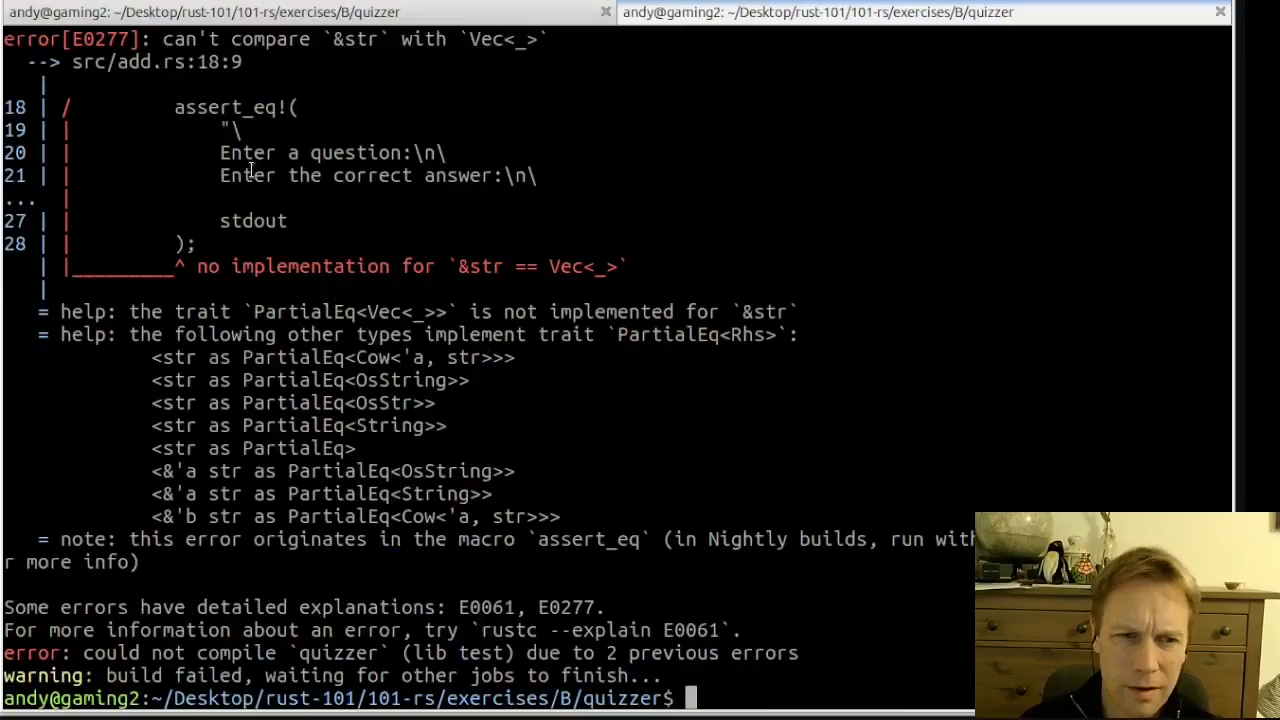 andy@gaming2: ~/Desktop/rust-101/101-rs/exercises/B/quizzer
andy@gaming2: ~/Desktop/rust-101/101-rs/exercises/B/quizzer
error[E0277]: can't compare `&str` with `Vec<_>`
  --> src/add.rs:18:9
   |
18 | /         assert_eq!(
19 | |             "\
20 | |             Enter a question:\n\
21 | |             Enter the correct answer:\n\
...  |
27 | |             stdout
28 | |         );
   | |_________^ no implementation for `&str == Vec<_>`
   |
   = help: the trait `PartialEq<Vec<_>>` is not implemented for `&str`
   = help: the following other types implement trait `PartialEq<Rhs>`:
             <str as PartialEq<Cow<'a, str>>>
             <str as PartialEq<OsString>>
             <str as PartialEq<OsStr>>
             <str as PartialEq<String>>
             <str as PartialEq>
             <&'a str as PartialEq<OsString>>
             <&'a str as PartialEq<String>>
             <&'b str as PartialEq<Cow<'a, str>>>
   = note: this error originates in the macro `assert_eq` (in Nightly builds, run with
r more info)
Some errors have detailed explanations: E0061, E0277.
For more information about an error, try `rustc --explain E0061`.
error: could not compile `quizzer` (lib test) due to 2 previous errors
warning: build failed, waiting for other jobs to finish...
andy@gaming2:~/Desktop/rust-101/101-rs/exercises/B/quizzer$